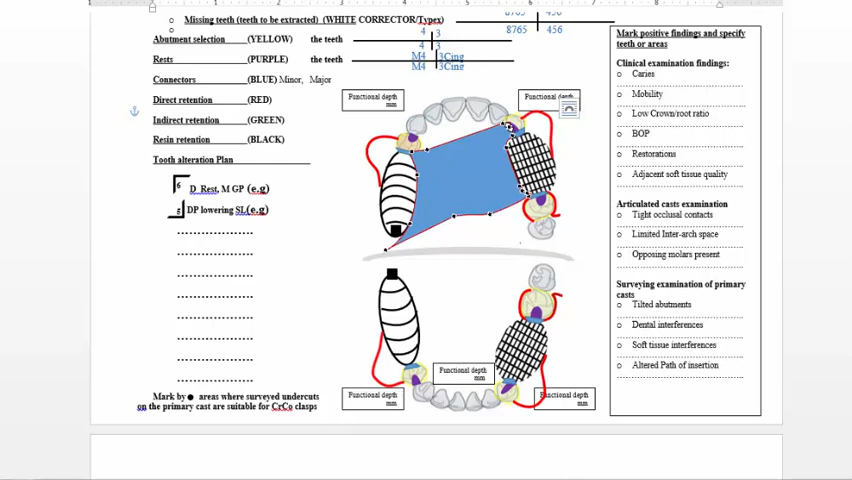 Missing teeth (teeth to be extracted) (WHITE CORRECTOR/Typex)
8765 456
8765 456
Abutment selection (YELLOW) the teeth
4 3
4 3
Rests (PURPLE) the teeth
M4 3Cing
M4 3Cing
Connectors (BLUE) Minor, Major
Direct retention (RED)
Indirect retention (GREEN)
Resin retention (BLACK)
Tooth alteration Plan
6 D Rest, M GP (e.g)
5 DP lowering SL(e.g)
Mark by ● areas where surveyed undercuts
on the primary cast are suitable for CrCo clasps
Functional depth
mm
Functional depth
Functional depth
mm
Functional depth
mm
Functional depth
mm
Mark positive findings and specify
teeth or areas
Clinical examination findings:
o Caries
o Mobility
o Low Crown/root ratio
o BOP
o Restorations
o Adjacent soft tissue quality
Articulated casts examination
o Tight occlusal contacts
o Limited Inter-arch space
o Opposing molars present
Surveying examination of primary
casts
o Tilted abutments
o Dental interferences
o Soft tissue interferences
o Altered Path of insertion